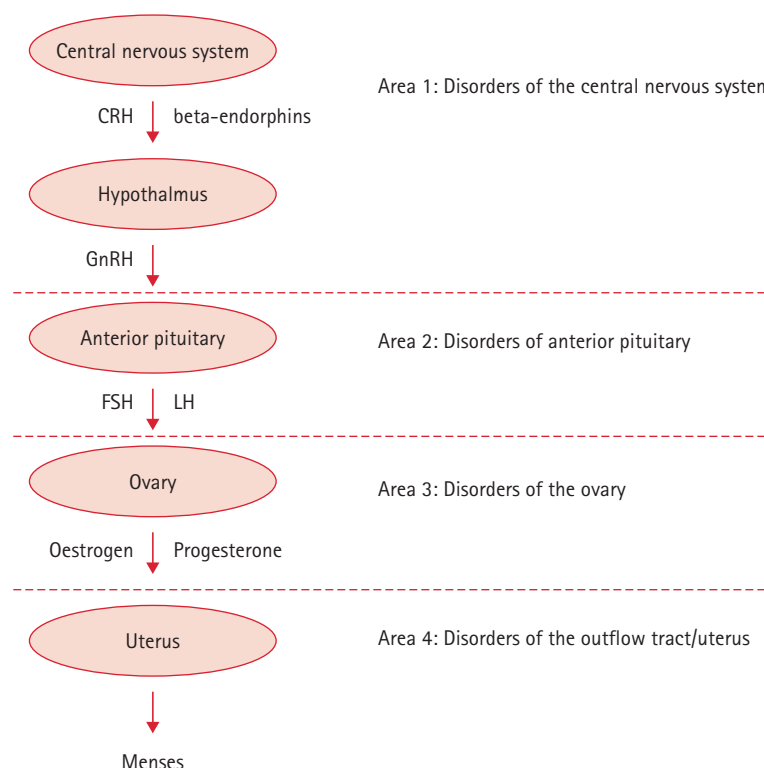 Central nervous system
Area 1: Disorders of the central nervous system
CRH beta-endorphins
Hypothalmus
GnRH
Anterior pituitary
Area 2: Disorders of anterior pituitary
FSH LH
Ovary
Area 3: Disorders of the ovary
Oestrogen Progesterone
Uterus
Area 4: Disorders of the outflow tract/uterus
Menses